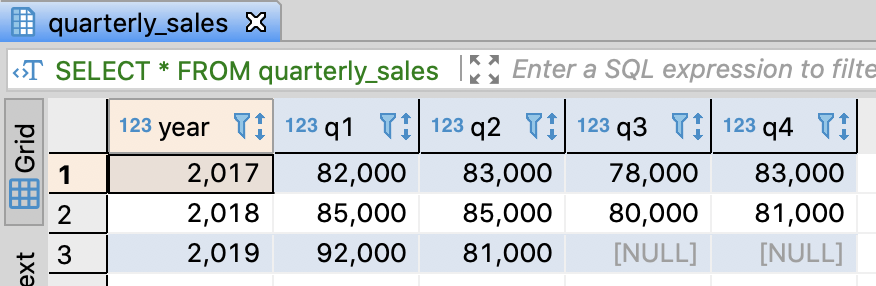 quarterly_sales
SELECT * FROM quarterly_sales Enter a SQL expression to filte
Grid
123 year 123 q1 123 q2 123 q3 123 q4
1 2,017 82,000 83,000 78,000 83,000
2 2,018 85,000 85,000 80,000 81,000
3 2,019 92,000 81,000 [NULL] [NULL]
ext